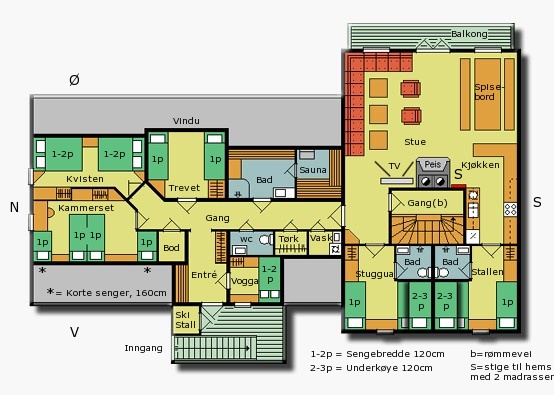 Balkong
Ø
Spise-
bord
Vindu
Stue
1-2p
1-2p
1p
1p
TV
Peis
Kjøkken
Sauna
Kvisten
Trevet
Bad
S
S
N
Kammerset
Gang
Gang(b)
1p
1p
1p
1p
Bod
wc
Tørk
Vask
*
*
Entré
Vogga
1-2
p
Stuggua
Bad
Bad
Stallen
*= Korte senger, 160cm
1p
2-3
p
2-3
p
1p
V
Ski
Stall
Inngang
1-2p = Sengebredde 120cm
b=rømmevei
2-3p = Underkøye 120cm
S=stige til hems
med 2 madrasser